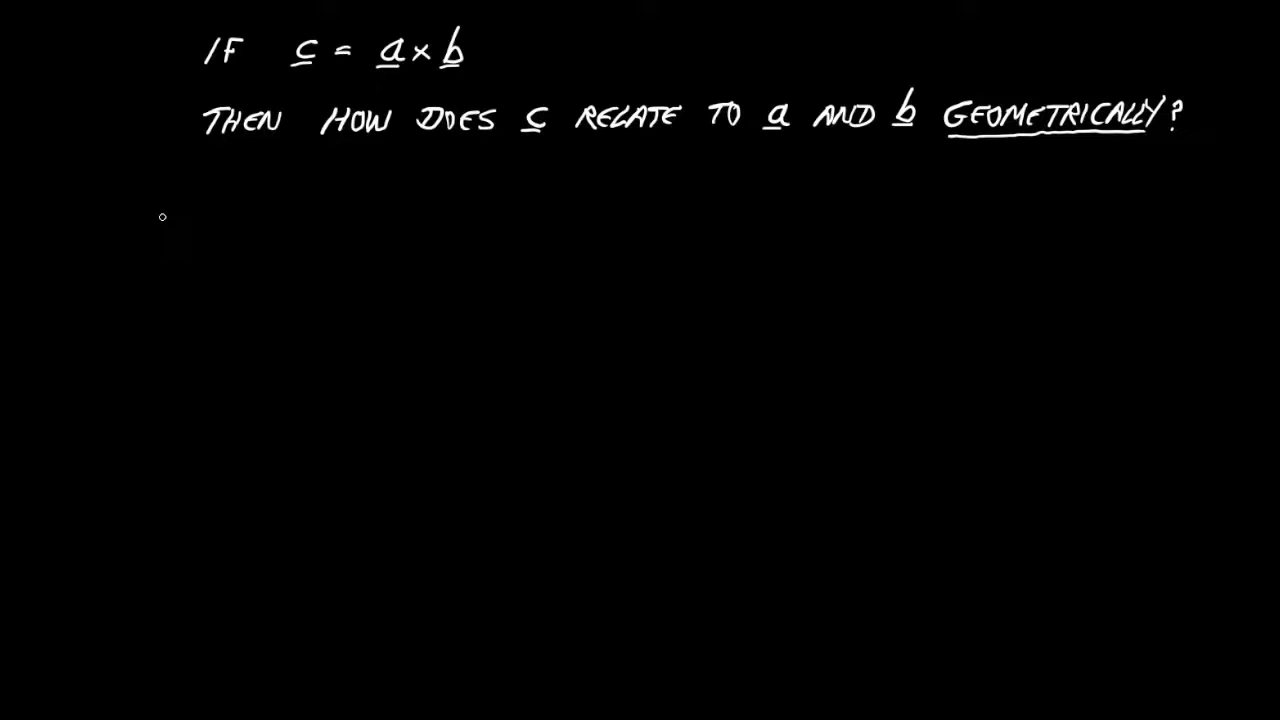 IF c = a × b
THEN HOW DOES c RELATE TO a AND b GEOMETRICALLY?